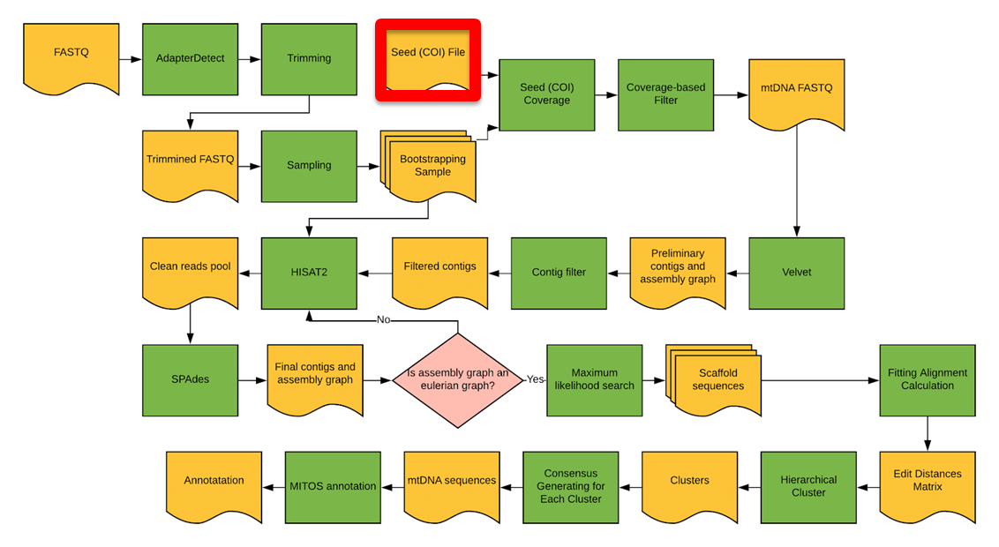 FASTQ
AdapterDetect
Trimming
Seed (COI) File
Seed (COI)
Coverage
Coverage-based
Filter
mtDNA FASTQ
Trimmined FASTQ
Sampling
Bootstrapping
Sample
Clean reads pool
HISAT2
Filtered contigs
Contig filter
Preliminary
contigs and
assembly graph
Velvet
No
SPAdes
Final contigs and
assembly graph
Is assembly graph an
eulerian graph?
Yes
Maximum
likelihood search
Scaffold
sequences
Fitting Alignment
Calculation
Annotatation
MITOS annotation
mtDNA sequences
Consensus
Generating for
Each Cluster
Clusters
Hierarchical
Cluster
Edit Distances
Matrix